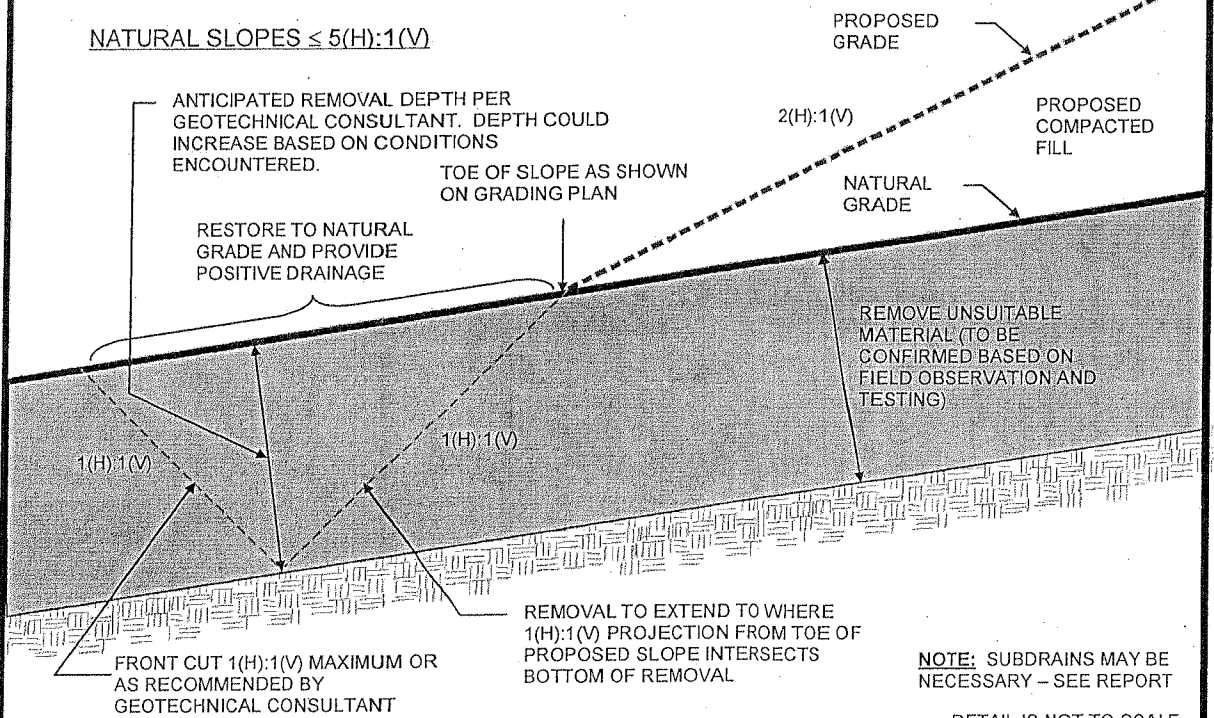 NATURAL SLOPES ≤ 5(H):1(V)
PROPOSED
GRADE
ANTICIPATED REMOVAL DEPTH PER
GEOTECHNICAL CONSULTANT. DEPTH COULD
INCREASE BASED ON CONDITIONS
ENCOUNTERED.
2(H):1(V)
PROPOSED
COMPACTED
FILL
TOE OF SLOPE AS SHOWN
ON GRADING PLAN
NATURAL
GRADE
RESTORE TO NATURAL
GRADE AND PROVIDE
POSITIVE DRAINAGE
REMOVE UNSUITABLE
MATERIAL (TO BE
CONFIRMED BASED ON
FIELD OBSERVATION AND
TESTING)
1(H):1(V)
1(H):1(V)
REMOVAL TO EXTEND TO WHERE
1(H):1(V) PROJECTION FROM TOE OF
PROPOSED SLOPE INTERSECTS
BOTTOM OF REMOVAL
FRONT CUT 1(H):1(V) MAXIMUM OR
AS RECOMMENDED BY
GEOTECHNICAL CONSULTANT
NOTE: SUBDRAINS MAY BE
NECESSARY – SEE REPORT
DETAIL IS NOT TO SCALE